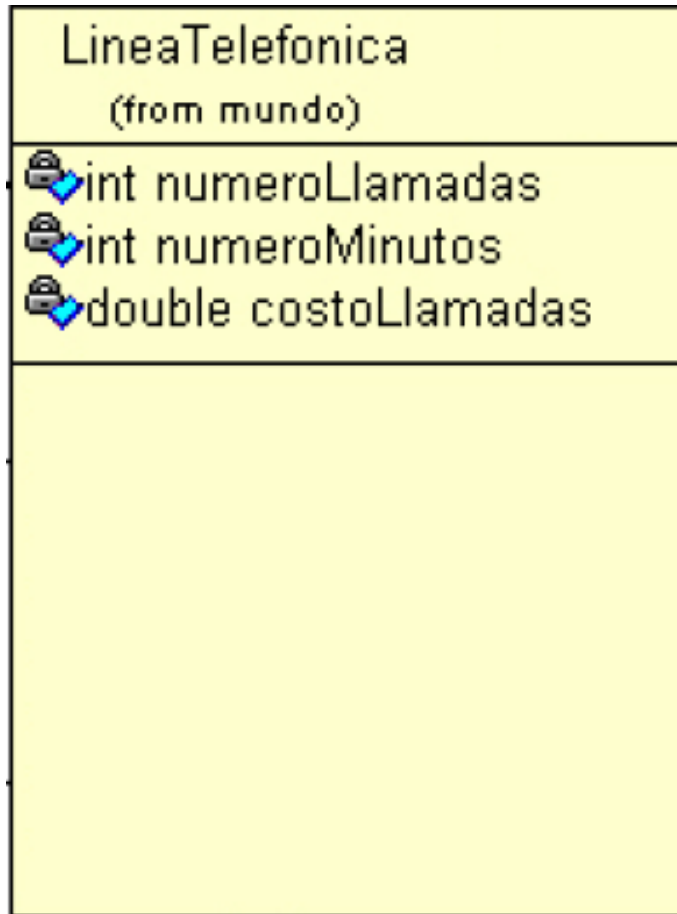 LineaTelefonica
(from mundo)
int numeroLlamadas
int numeroMinutos
double costoLlamadas